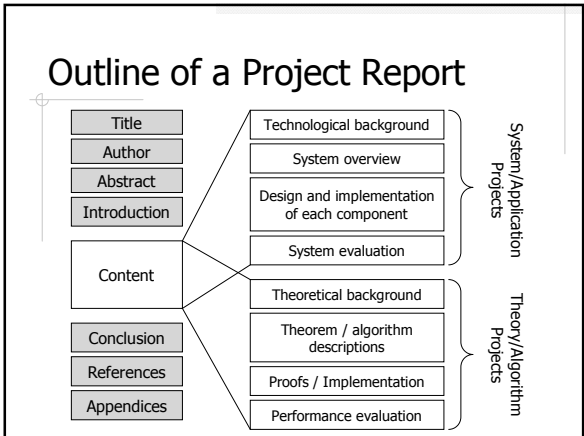 Outline of a Project Report
Title
Author
Abstract
Introduction
Content
Conclusion
References
Appendices
Technological background
System overview
Design and implementation
of each component
System evaluation
System/Application
Projects
Theoretical background
Theorem / algorithm
descriptions
Proofs / Implementation
Performance evaluation
Theory/Algorithm
Projects